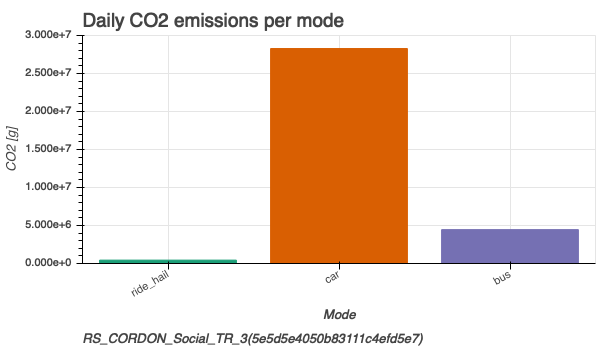 Daily CO2 emissions per mode
3.000e+7
2.500e+7
2.000e+7
1.500e+7
1.000e+7
5.000e+6
0.000e+0
CO2 [g]
ride_hail
car
bus
Mode
RS_CORDON_Social_TR_3(5e5d5e4050b83111c4efd5e7)